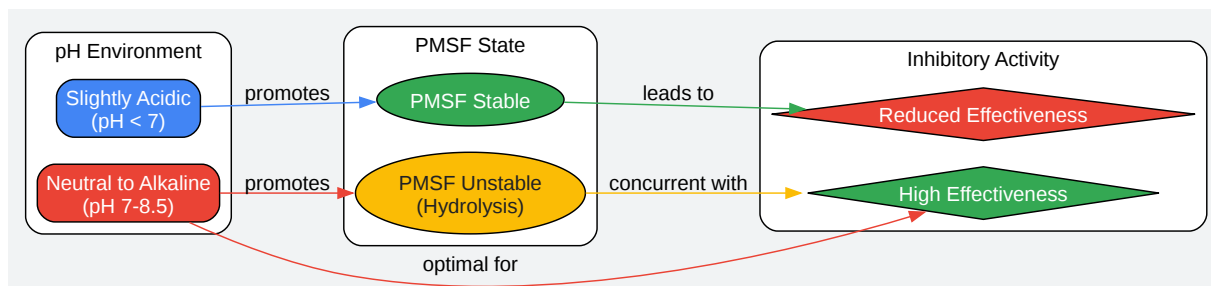 pH Environment
PMSF State
Inhibitory Activity
Slightly Acidic
(pH < 7)
promotes
PMSF Stable
leads to
Reduced Effectiveness
Neutral to Alkaline
(pH 7-8.5)
promotes
PMSF Unstable
(Hydrolysis)
concurrent with
High Effectiveness
optimal for